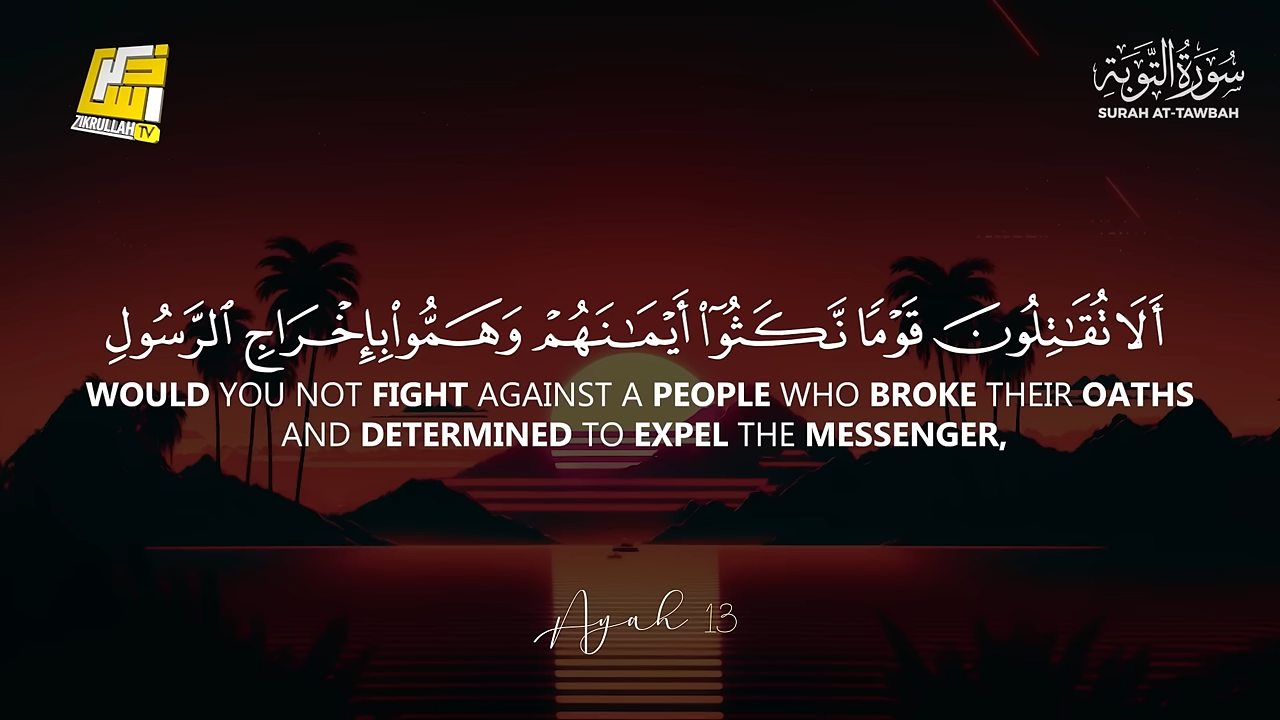 ذكر الله
ZIKRULLAH TV
سُورَةُ التَّوْبَةِ
SURAH AT-TAWBAH
أَلَا تُقَـٰتِلُونَ قَوْمًا نَّكَثُوٓا۟ أَيْمَـٰنَهُمْ وَهَمُّوا۟ بِإِخْرَاجِ ٱلرَّسُولِ
WOULD YOU NOT FIGHT AGAINST A PEOPLE WHO BROKE THEIR OATHS
AND DETERMINED TO EXPEL THE MESSENGER,
Ayah 13